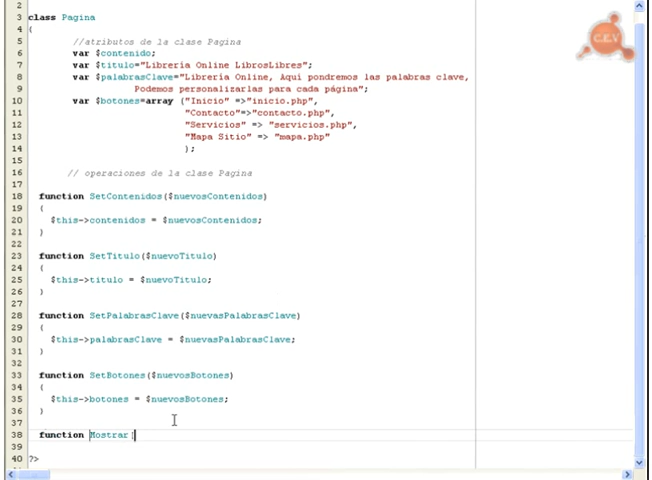 2
3 class Pagina
4 {
5 //atributos de la clase Pagina
6 var $contenido;
7 var $titulo="Librería Online LibrosLibres";
8 var $palabrasClave="Librería Online, Aquí pondremos las palabras clave,
9 Podemos personalizarlas para cada página";
10 var $botones=array ("Inicio" =>"inicio.php",
11 "Contacto"=>"contacto.php",
12 "Servicios" => "servicios.php",
13 "Mapa Sitio" => "mapa.php"
14 );
15
16 // operaciones de la clase Pagina
17
18 function SetContenidos($nuevosContenidos)
19 {
20 $this->contenidos = $nuevosContenidos;
21 }
22
23 function SetTitulo($nuevoTitulo)
24 {
25 $this->titulo = $nuevoTitulo;
26 }
27
28 function SetPalabrasClave($nuevasPalabrasClave)
29 {
30 $this->palabrasClave = $nuevasPalabrasClave;
31 }
32
33 function SetBotones($nuevosBotones)
34 {
35 $this->botones = $nuevosBotones;
36 }
37
38 function Mostrar
39
40 ?>
C.E.V